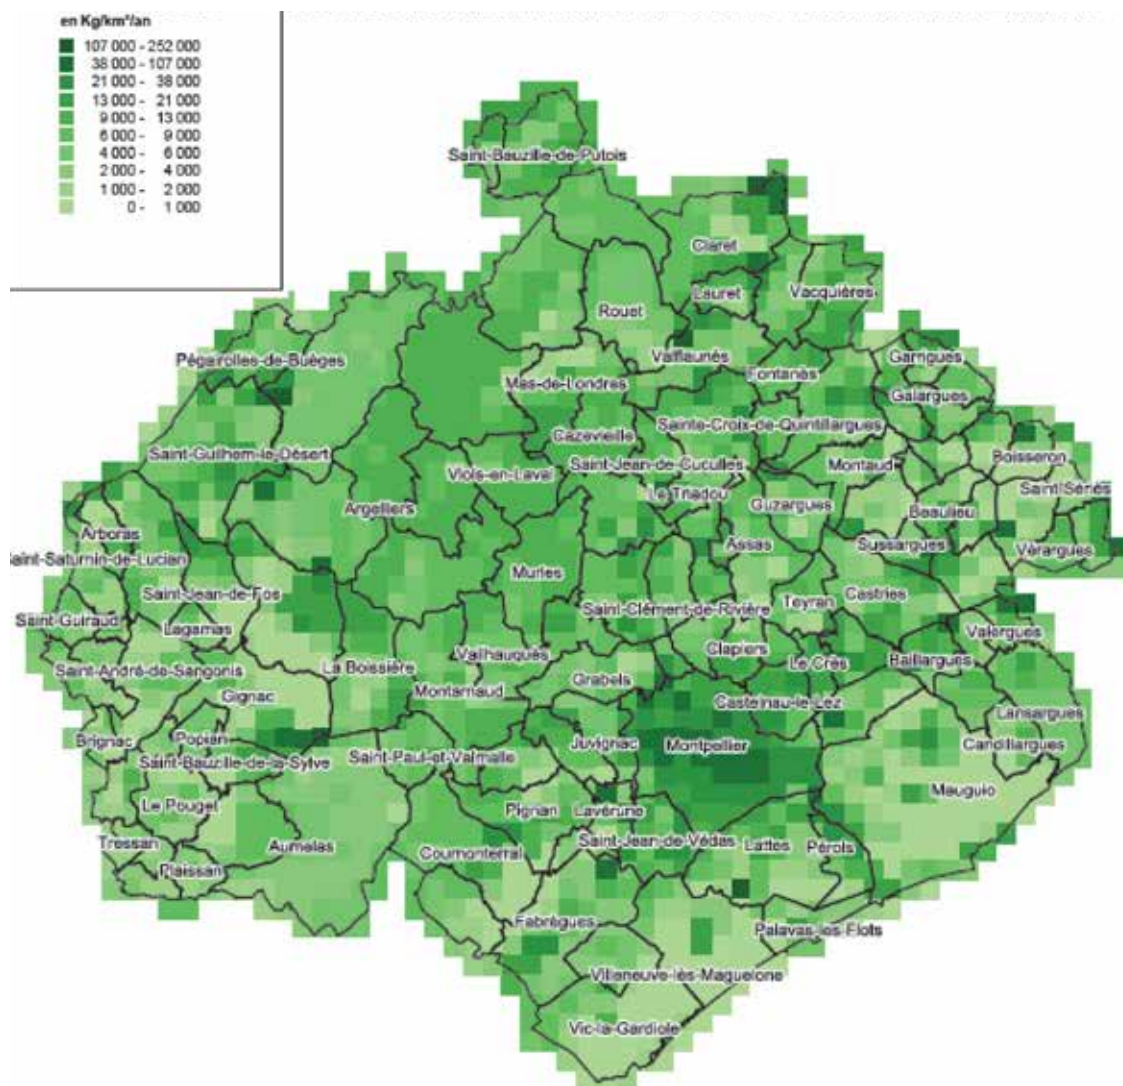 en Kg/km²/an
107 000 - 252 000
38 000 - 107 000
21 000 - 38 000
13 000 - 21 000
9 000 - 13 000
6 000 - 9 000
4 000 - 6 000
2 000 - 4 000
1 000 - 2 000
0 - 1 000
Saint-Bauzille-de-Putois
Claret
Lauret
Vacquières
Rouet
Pégairolles-de-Buèges
Valflaunès
Garrigues
Fontanès
Mas-de-Londres
Galargues
Sainte-Croix-de-Quintillargues
Cazevieille
Saint-Guilhem-le-Désert
Boisseron
Saint-Jean-de-Cuculles
Montaud
Viols-en-Laval
Saint Sériès
Le Triadou
Guzargues
Argelliers
Beaulieu
Arboras
Assas
Sussargues
Vérargues
aint-Saturnin-de-Lucian
Murles
Saint-Jean-de-Fos
Castries
Teyran
Saint-Clément-de-Rivière
Saint-Guiraud
Lagamas
Valergues
Clapiers
Vailhauquès
Le Crès
Baillargues
Saint-André-de-Sangonis
La Boissière
Grabels
Gignac
Montarnaud
Castelnau-le-Lez
Lansargues
Brignac
Popian
Juvignac
Montpellier
Candillargues
Saint-Bauzille-de-la-Sylve
Saint-Paul-et-Valmalle
Mauguio
Le Pouget
Pignan
Lavérune
Tressan
Aumelas
Saint-Jean-de-Védas
Lattes
Pérols
Cournonterral
Plaissan
Fabrègues
Palavas-les-Flots
Villeneuve-lès-Maguelone
Vic-la-Gardiole